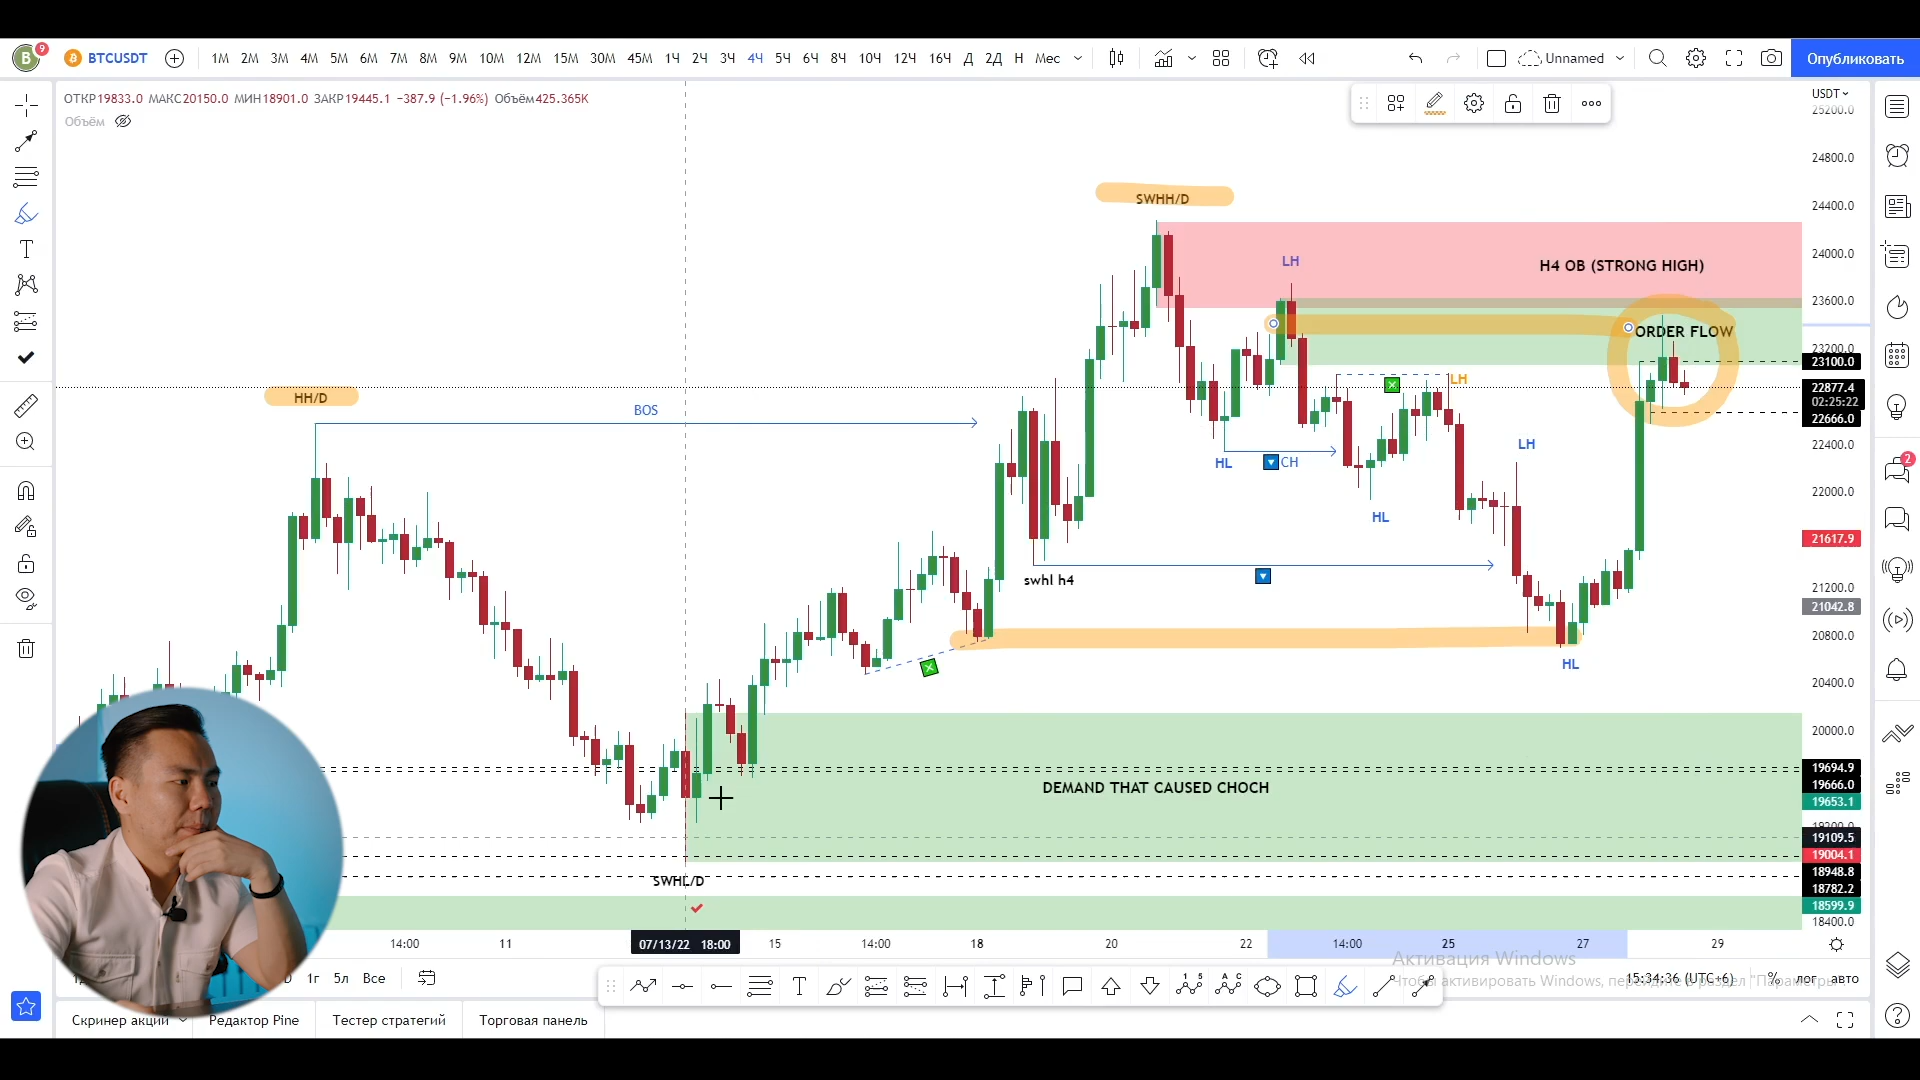 B 9 BTCUSDT 1М 2М 3М 4М 5М 6М 7М 8М 9М 10М 12М 15М 30М 45М 1Ч 2Ч 3Ч 4Ч 5Ч 6Ч 8Ч 10Ч 12Ч 16Ч Д 2Д Н Мес Unnamed Опубликовать
ОТКР19833.0 МАКС20150.0 МИН18901.0 ЗАКР19445.1 −387.9 (−1.96%) Объём425.365K
Объём
USDT
25200.0
24800.0
SWHH/D
24400.0
24000.0
LH
H4 OB (STRONG HIGH)
23600.0
ORDER FLOW
23200.0
23100.0
LH
22877.4
HH/D
02:25:22
BOS
22666.0
LH
22400.0
HL
CH
2
22000.0
HL
21617.9
swhl h4
21200.0
21042.8
20800.0
HL
20400.0
20000.0
19694.9
DEMAND THAT CAUSED CHOCH
19666.0
19653.1
19109.5
19004.1
18948.8
SWHL/D
18782.2
18599.9
18400.0
14:00 11 07/13/22 18:00 15 14:00 18 20 22 14:00 25 27 29
Активация Windows
1г 5л Все
15:34:36 (UTC+6) % лог авто
Чтобы активировать Windows, перейдите в раздел "Параметры
Скринер акций Редактор Pine Тестер стратегий Торговая панель